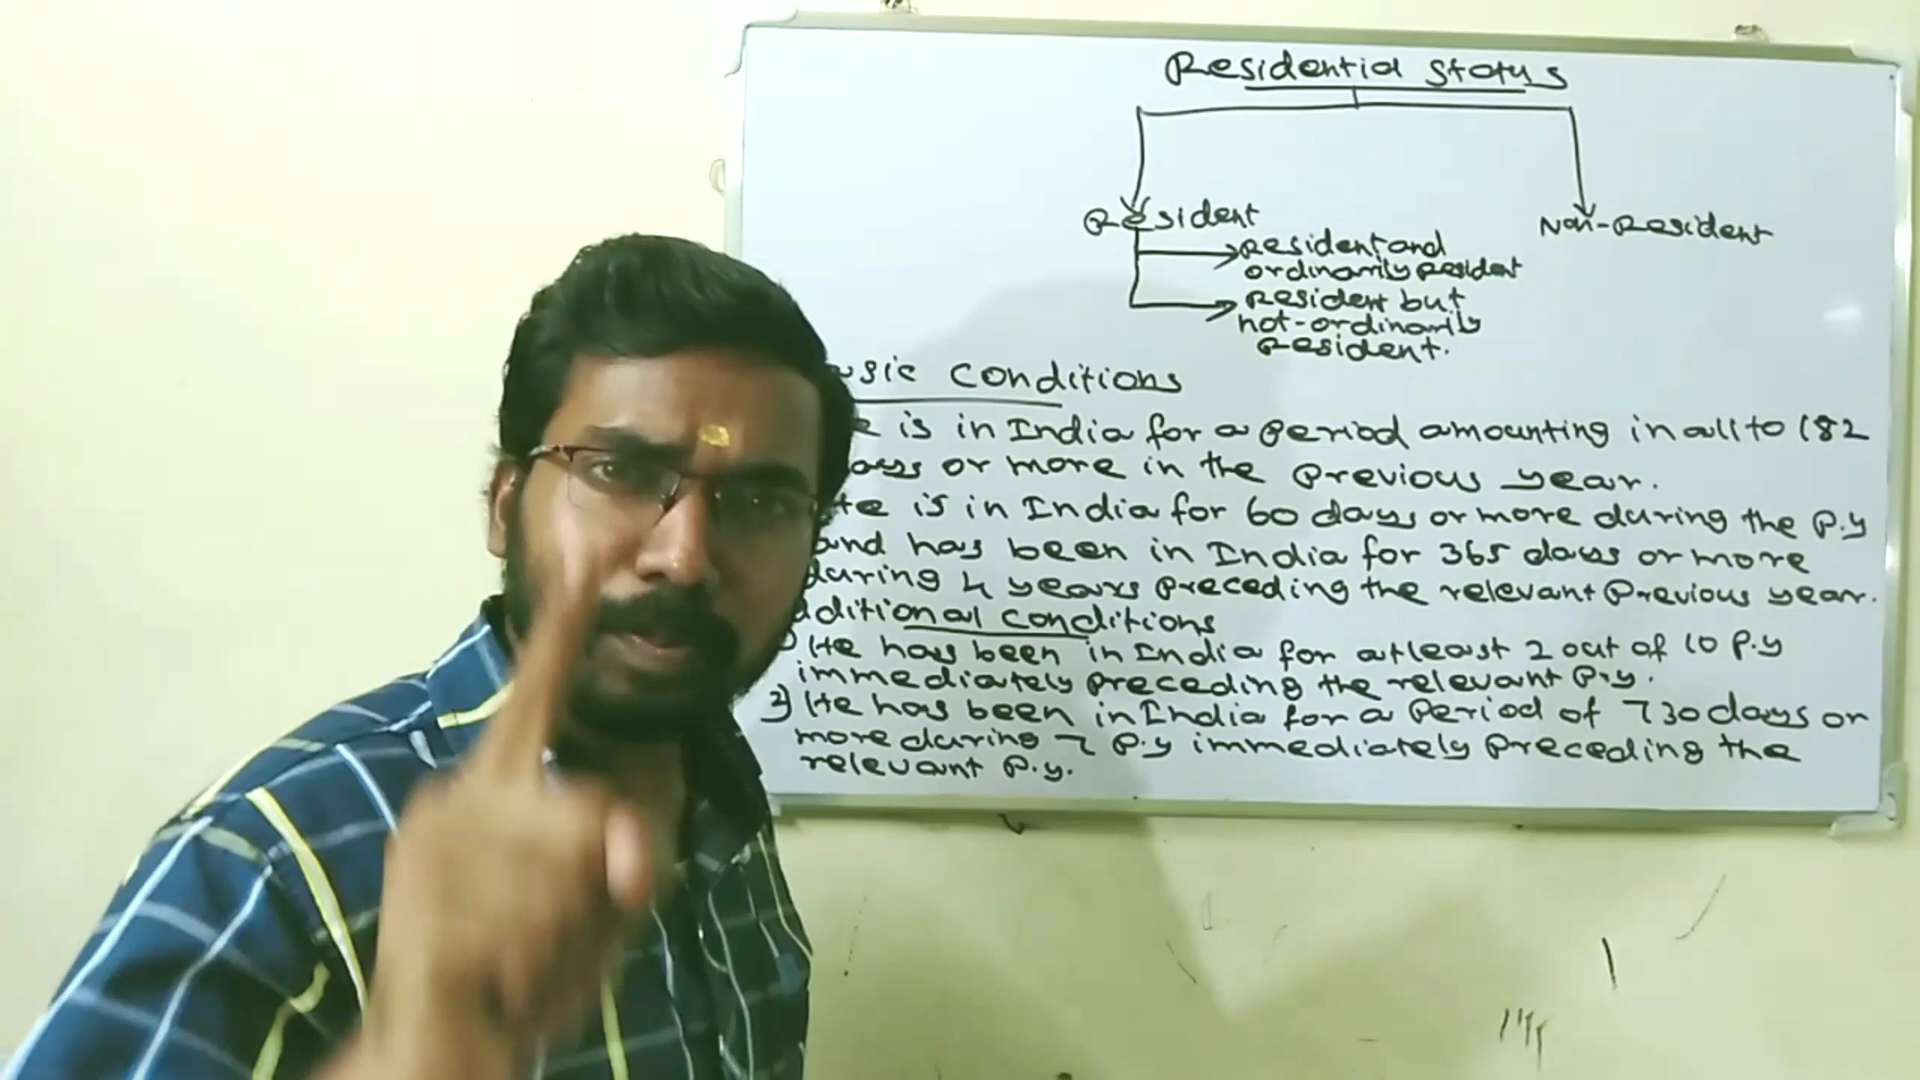 Residential status
Resident
Non-Resident
Resident and
ordinarily resident
Resident but
not-ordinarily
Resident.
conditions
is in India for a period amounting in all to 182
or more in the previous year.
is in India for 60 days or more during the P.y
and has been in India for 365 days or more
during 4 years preceding the relevant previous year.
conditions
He has been in India for atleast 2 out of 10 P.y
immediately preceding the relevant P.y.
2) He has been in India for a period of 730 days or
more during 7 P.y immediately preceding the
relevant P.y.